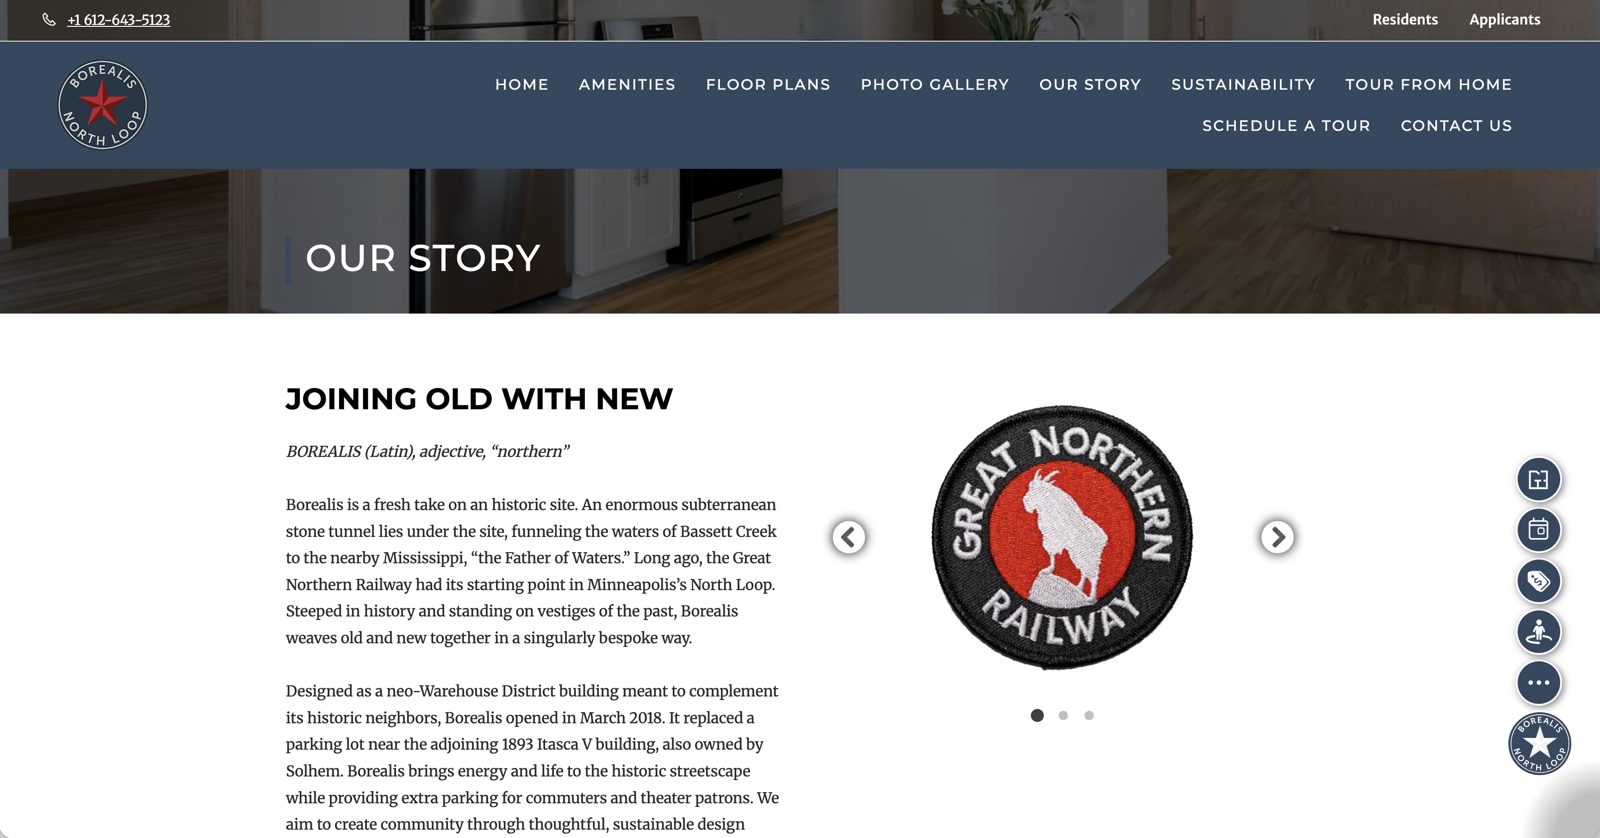 +1 612-643-5123
Residents
Applicants
BOREALIS
NORTH LOOP
HOME
AMENITIES
FLOOR PLANS
PHOTO GALLERY
OUR STORY
SUSTAINABILITY
TOUR FROM HOME
SCHEDULE A TOUR
CONTACT US
OUR STORY
JOINING OLD WITH NEW
BOREALIS (Latin), adjective, “northern”
Borealis is a fresh take on an historic site. An enormous subterranean
stone tunnel lies under the site, funneling the waters of Bassett Creek
to the nearby Mississippi, “the Father of Waters.” Long ago, the Great
Northern Railway had its starting point in Minneapolis’s North Loop.
Steeped in history and standing on vestiges of the past, Borealis
weaves old and new together in a singularly bespoke way.
Designed as a neo-Warehouse District building meant to complement
its historic neighbors, Borealis opened in March 2018. It replaced a
parking lot near the adjoining 1893 Itasca V building, also owned by
Solhem. Borealis brings energy and life to the historic streetscape
while providing extra parking for commuters and theater patrons. We
aim to create community through thoughtful, sustainable design
GREAT NORTHERN
RAILWAY
BOREALIS
NORTH LOOP